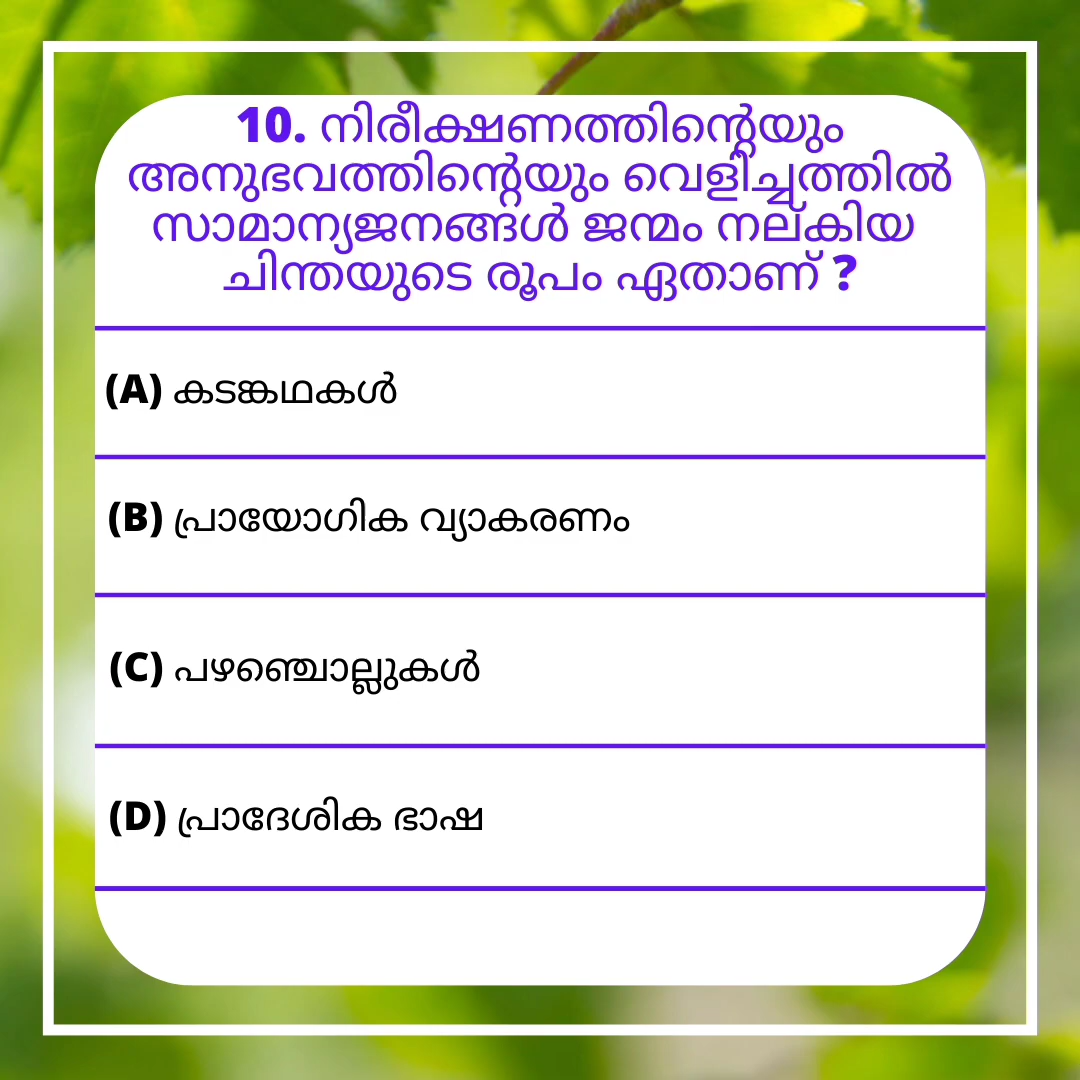 10. നിരീക്ഷണത്തിന്റെയും
അനുഭവത്തിന്റെയും വെളിച്ചത്തിൽ
സാമാന്യജനങ്ങൾ ജന്മം നല്കിയ
ചിന്തയുടെ രൂപം ഏതാണ് ?
(A) കടങ്കഥകൾ
(B) പ്രായോഗിക വ്യാകരണം
(C) പഴഞ്ചൊല്ലുകൾ
(D) പ്രാദേശിക ഭാഷ